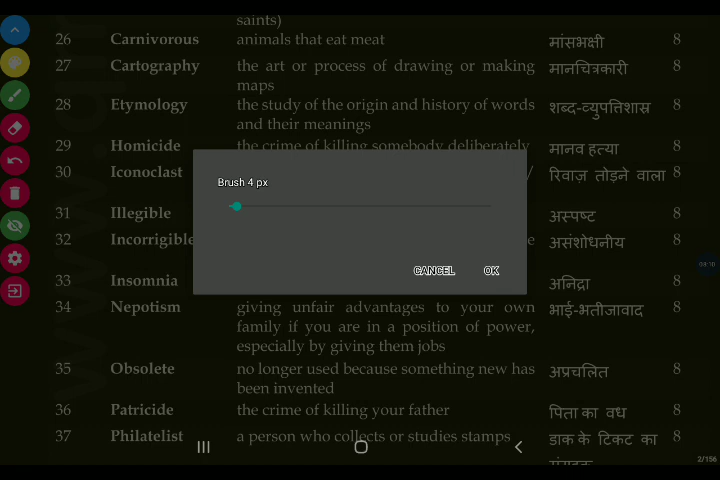 saints)
26 Carnivorous animals that eat meat मांसभक्षी 8
27 Cartography the art or process of drawing or making मानचित्रकारी 8
maps
28 Etymology the study of the origin and history of words शब्द-व्युपतिशास्र 8
and their meanings
29 Homicide the crime of killing somebody deliberately मानव हत्या 8
30 Iconoclast / रिवाज़ तोड़ने वाला 8
Brush 4 px
31 Illegible अस्पष्ट 8
32 Incorrigible असंशोधनीय 8
CANCEL OK
03:10
33 Insomnia अनिद्रा 8
34 Nepotism giving unfair advantages to your own भाई-भतीजावाद 8
family if you are in a position of power,
especially by giving them jobs
35 Obsolete no longer used because something new has अप्रचलित 8
been invented
36 Patricide the crime of killing your father पिता का वध 8
37 Philatelist a person who collects or studies stamps डाक के टिकट का 8
2/156